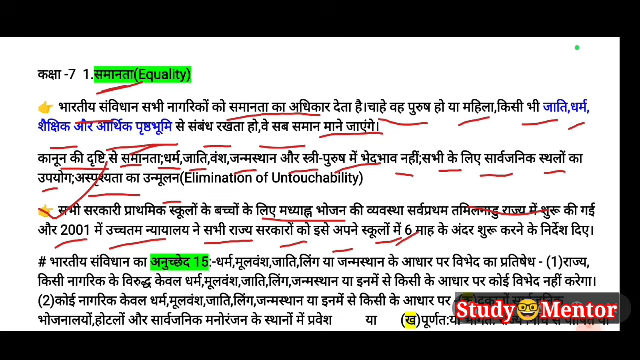 कक्षा -7 1.समानता(Equality)
👉 भारतीय संविधान सभी नागरिकों को समानता का अधिकार देता है।चाहे वह पुरुष हो या महिला,किसी भी जाति,धर्म,
शैक्षिक और आर्थिक पृष्ठभूमि से संबंध रखता हो,वे सब समान माने जाएंगे।
कानून की दृष्टि से समानता;धर्म,जाति,वंश,जन्मस्थान और स्त्री-पुरुष में भेदभाव नहीं;सभी के लिए सार्वजनिक स्थलों का
उपयोग;अस्पृश्यता का उन्मूलन(Elimination of Untouchability)
👉 सभी सरकारी प्राथमिक स्कूलों के बच्चों के लिए मध्याह्न भोजन की व्यवस्था सर्वप्रथम तमिलनाडु राज्य में शुरू की गई
और 2001 में उच्चतम न्यायालय ने सभी राज्य सरकारों को इसे अपने स्कूलों में 6 माह के अंदर शुरू करने के निर्देश दिए।
# भारतीय संविधान का अनुच्छेद 15:-धर्म,मूलवंश,जाति,लिंग या जन्मस्थान के आधार पर विभेद का प्रतिषेध - (1)राज्य,
किसी नागरिक के विरुद्ध केवल धर्म,मूलवंश,जाति,लिंग,जन्मस्थान या इनमें से किसी के आधार पर कोई विभेद नहीं करेगा।
(2)कोई नागरिक केवल धर्म,मूलवंश,जाति,लिंग,जन्मस्थान या इनमें से किसी के आधार पर
भोजनालयों,होटलों और सार्वजनिक मनोरंजन के स्थानों में प्रवेश या (ख)पूर्णत:या
Study Mentor